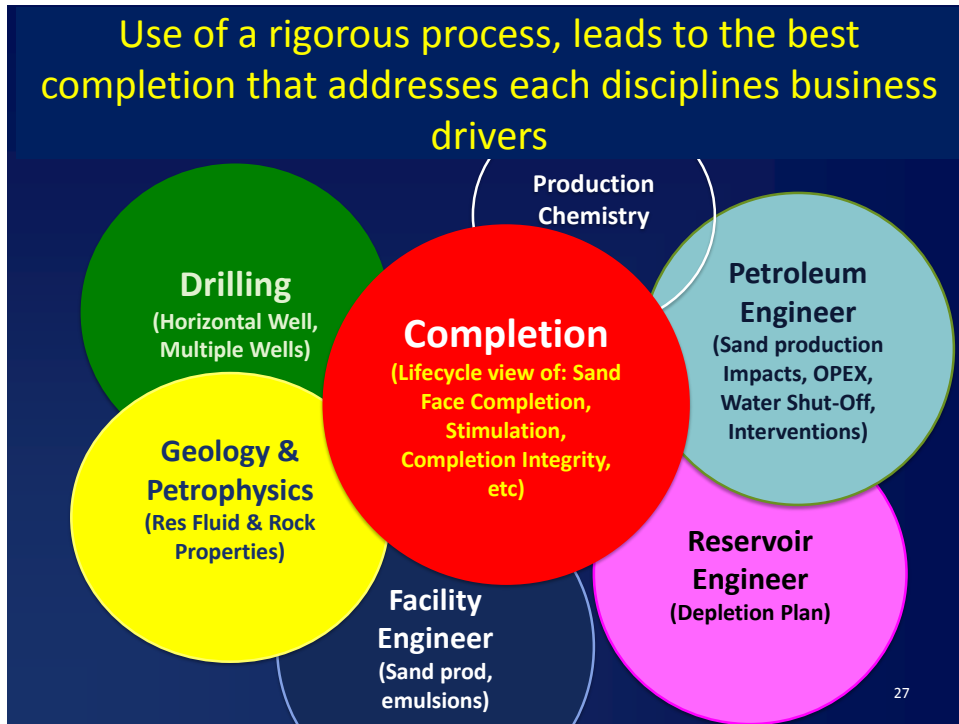 Use of a rigorous process, leads to the best
completion that addresses each disciplines business
drivers
Production
Chemistry
Drilling
(Horizontal Well,
Multiple Wells)
Completion
(Lifecycle view of: Sand
Face Completion,
Stimulation,
Completion Integrity,
etc)
Petroleum
Engineer
(Sand production
Impacts, OPEX,
Water Shut-Off,
Interventions)
Geology &
Petrophysics
(Res Fluid & Rock
Properties)
Facility
Engineer
(Sand prod,
emulsions)
Reservoir
Engineer
(Depletion Plan)
27